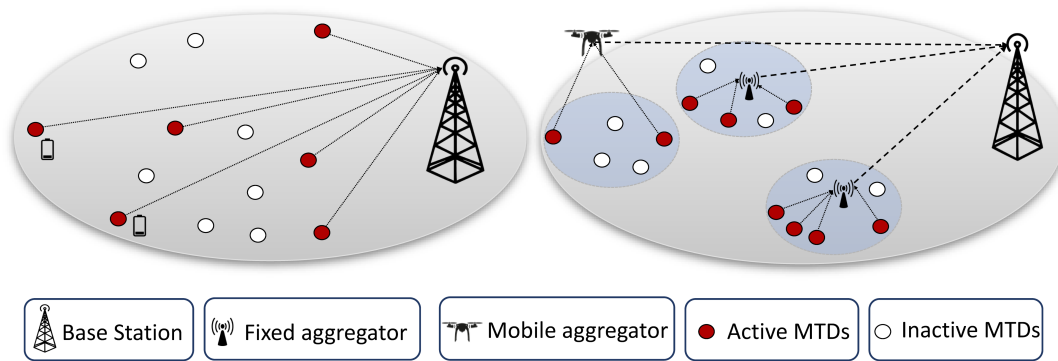 Base Station
Fixed aggregator
Mobile aggregator
Active MTDs
Inactive MTDs